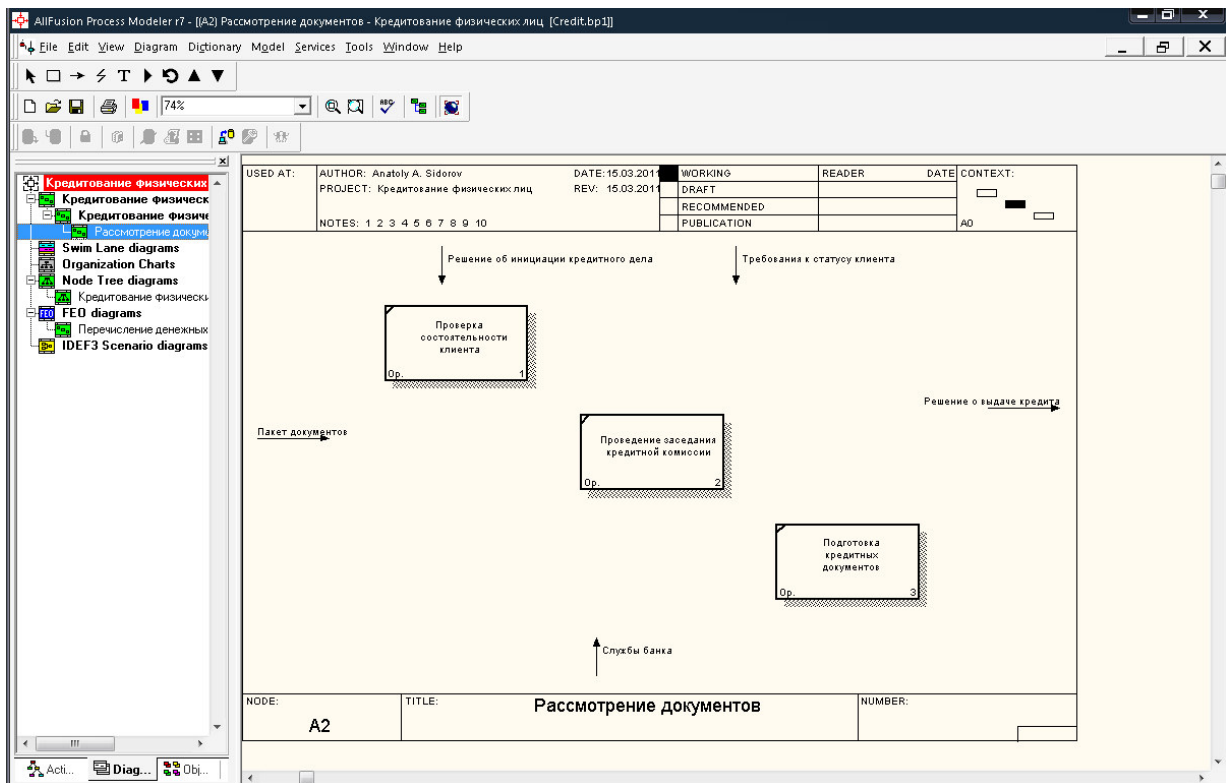 AllFusion Process Modeler r7 - [(A2) Рассмотрение документов - Кредитование физических лиц [Credit.bp1]]
File Edit View Diagram Dictionary Model Services Tools Window Help
74%
Кредитование физических
Кредитование физическ
Кредитование физиче
Рассмотрение докуме
Swim Lane diagrams
Organization Charts
Node Tree diagrams
Кредитование физически
FEO diagrams
Перечисление денежных
IDEF3 Scenario diagrams
Acti... Diag... Obj...
USED AT:
AUTHOR: Anatoly A. Sidorov
DATE: 15.03.2011
PROJECT: Кредитование физических лиц
REV: 15.03.2011
NOTES: 1 2 3 4 5 6 7 8 9 10
WORKING
DRAFT
RECOMMENDED
PUBLICATION
READER DATE
CONTEXT:
A0
Решение об инициации кредитного дела
Требования к статусу клиента
Проверка
состоятельности
клиента
0р. 1
Решение о выдаче кредита
Пакет документов
Проведение заседания
кредитной комиссии
0р. 2
Подготовка
кредитных
документов
0р. 3
Службы банка
NODE:
A2
TITLE:
Рассмотрение документов
NUMBER: